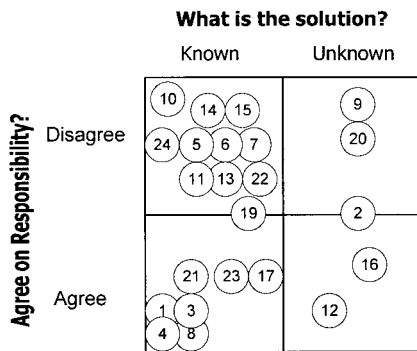 What is the solution?
Known Unknown
Agree on Responsibility?
Disagree
10 14 15 9
24 5 6 7 20
11 13 22
19 2
Agree
21 23 17 16
1 3 12
4 8